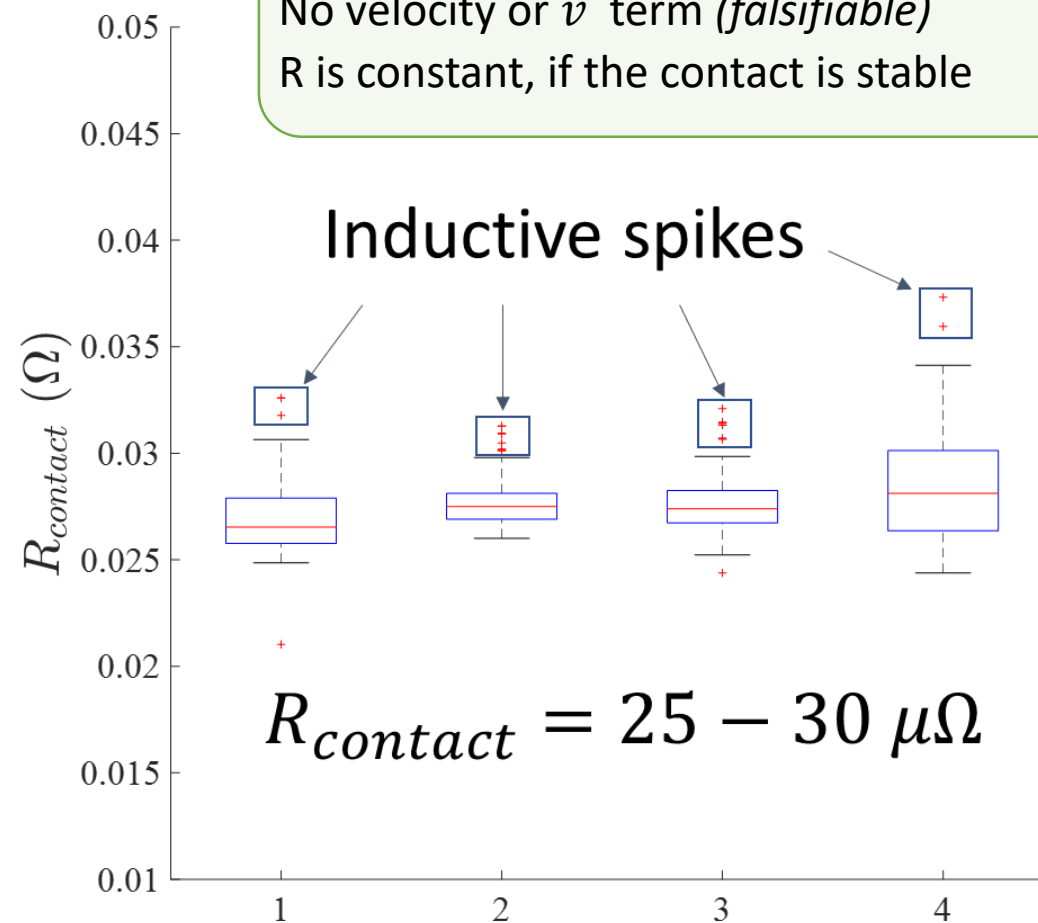 No velocity or v term (falsifiable)
R is constant, if the contact is stable
Inductive spikes
R_contact (Ω)
0.05
0.045
0.04
0.035
0.03
0.025
0.02
0.015
0.01
R_contact = 25 − 30 μΩ
1 2 3 4